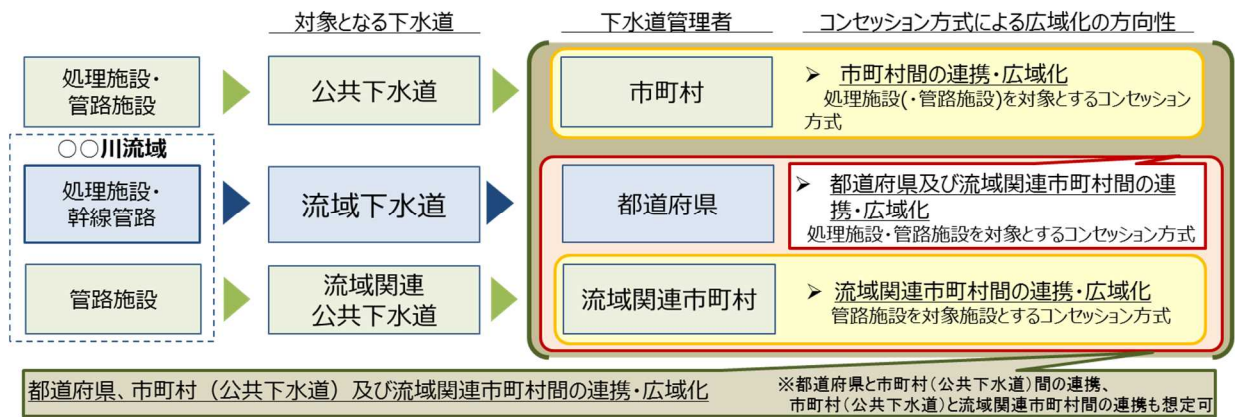 対象となる下水道
下水道管理者
コンセッション方式による広域化の方向性
処理施設・
管路施設
公共下水道
市町村
➢ 市町村間の連携・広域化
処理施設(・管路施設)を対象とするコンセッション
方式
○○川流域
処理施設・
幹線管路
流域下水道
都道府県
➢ 都道府県及び流域関連市町村間の連
携・広域化
処理施設・管路施設を対象とするコンセッション方式
管路施設
流域関連
公共下水道
流域関連市町村
➢ 流域関連市町村間の連携・広域化
管路施設を対象施設とするコンセッション方式
都道府県、市町村（公共下水道）及び流域関連市町村間の連携・広域化
※都道府県と市町村(公共下水道)間の連携、
市町村(公共下水道)と流域関連市町村間の連携も想定可